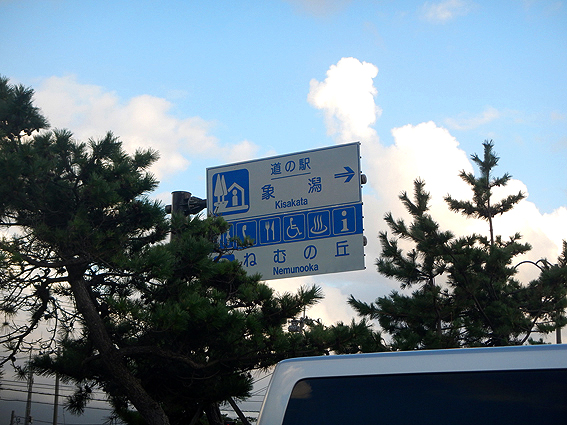 道の駅
象潟
Kisakata
ねむの丘
Nemunooka